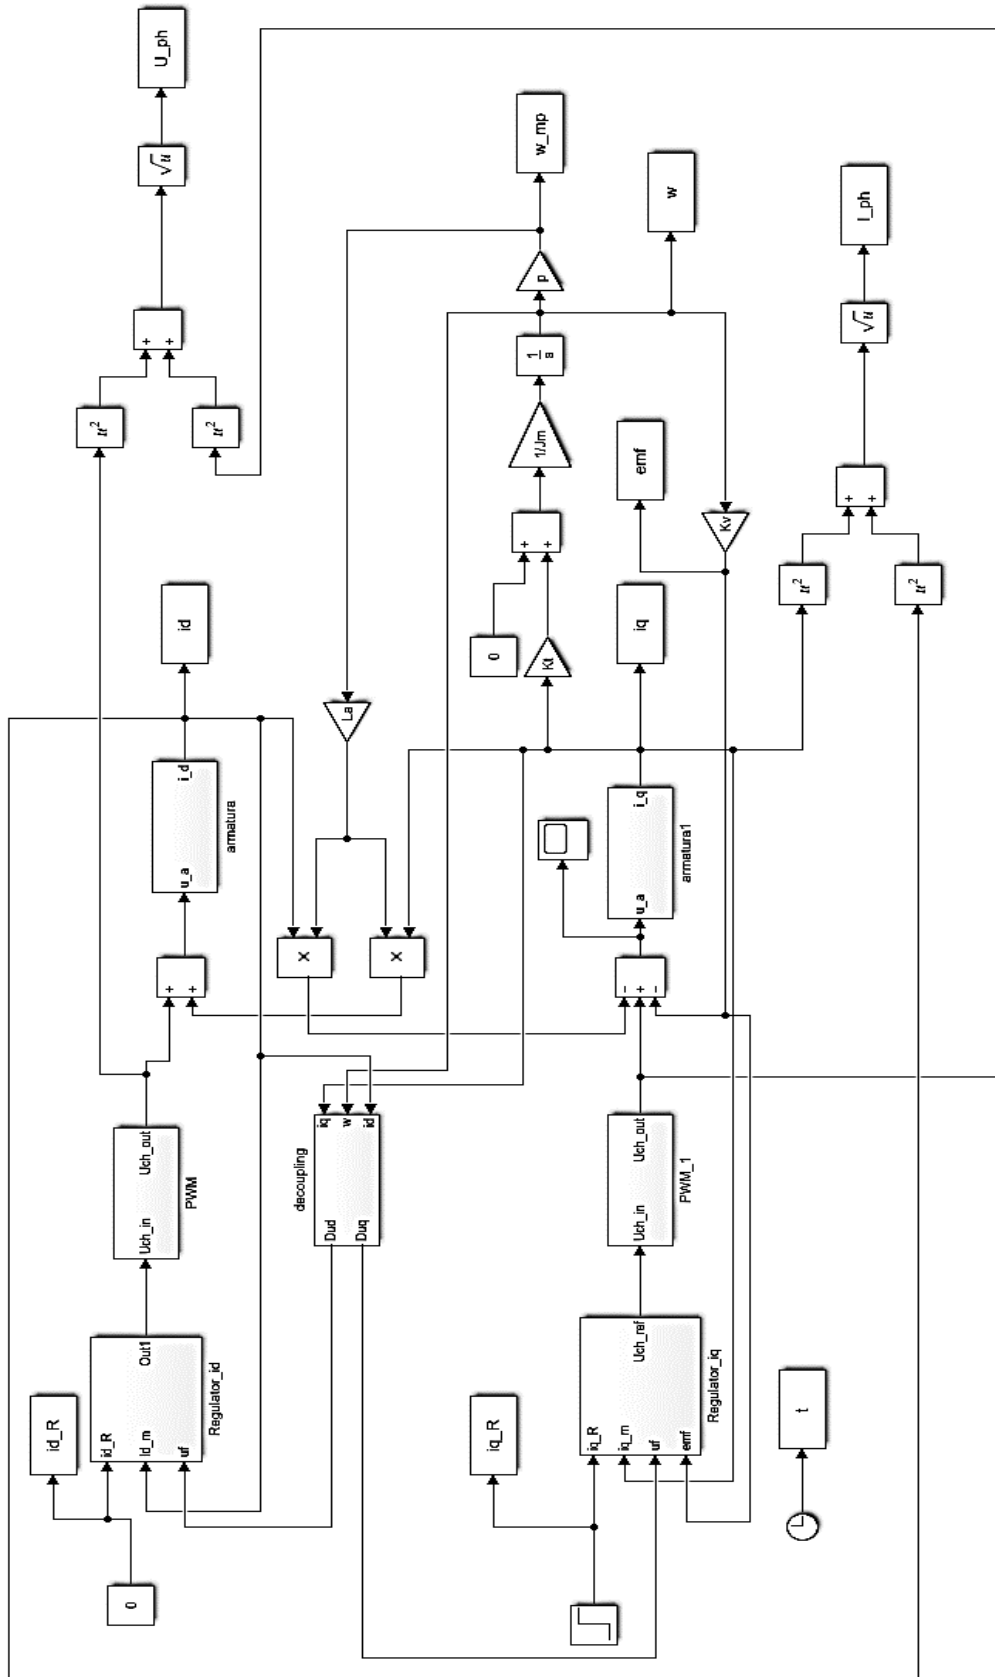 0
id_R
id_R
Id_m
uf
Out1
Regulator_id
Uch_in
Uch_out
PWM
+
+
u_a
i_d
armatura
id
u²
u²
+
+
√u
U_ph
Dud
Duq
iq
w
id
decoupling
X
X
La
iq_R
iq_R
iq_m
uf
emf
Uch_ref
Regulator_iq
Uch_in
Uch_out
PWM_1
−
+
−
u_a
i_q
armatura1
iq
0
Kt
+
+
1/Jm
1
s
p
w_mp
w
emf
Kv
u²
u²
+
+
√u
I_ph
t